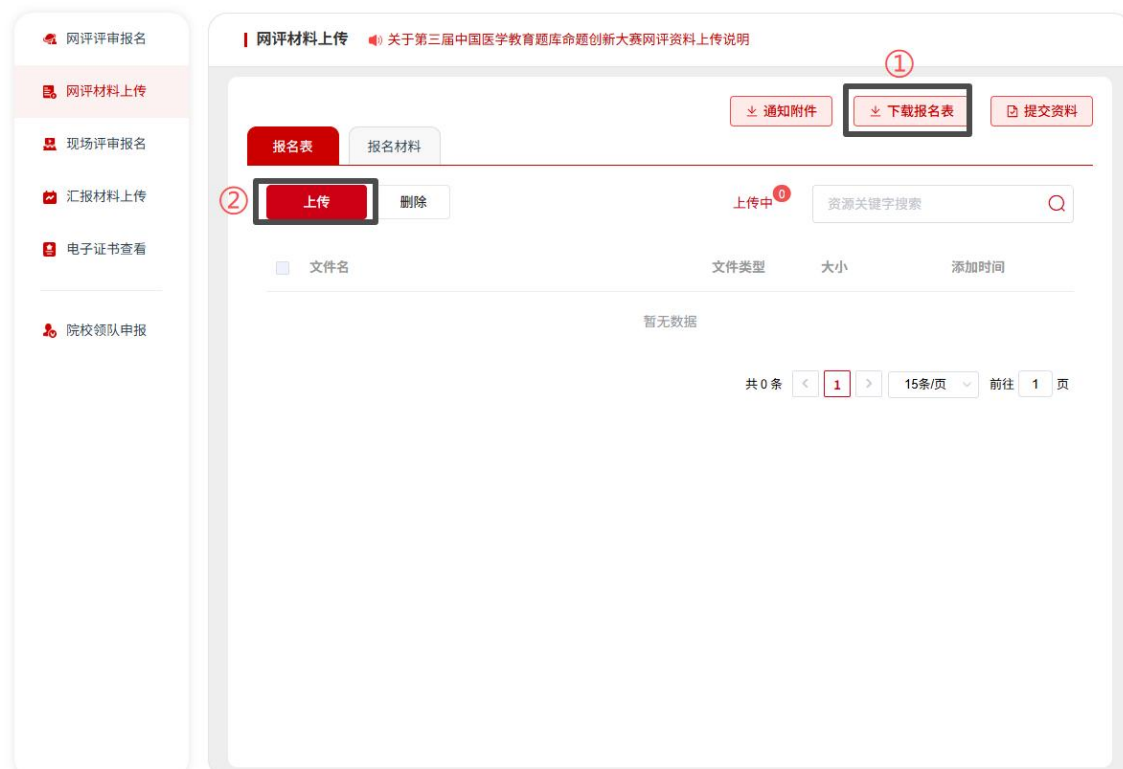 网评评审报名
网评材料上传
现场评审报名
汇报材料上传
电子证书查看
院校领队申报
网评材料上传 关于第三届中国医学教育题库命题创新大赛网评资料上传说明
①
通知附件 下载报名表 提交资料
报名表 报名材料
② 上传 删除 上传中 0 资源关键字搜索
文件名 文件类型 大小 添加时间
暂无数据
共 0 条 < 1 > 15条/页 前往 1 页